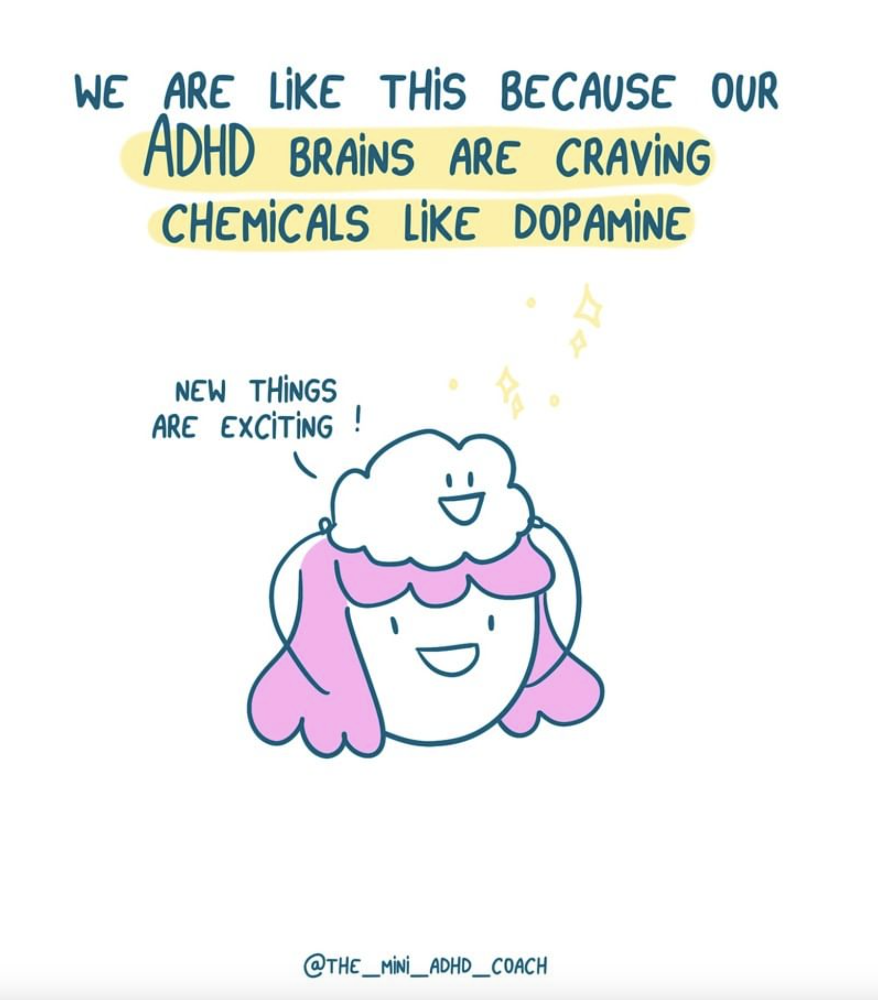 WE ARE LiKE THiS BECAUSE OUR
ADHD BRAiNS ARE CRAViNG
CHEMiCALS LiKE DOPAMiNE
NEW THiNGS
ARE EXCiTiNG !
@THE_MiNi_ADHD_COACH